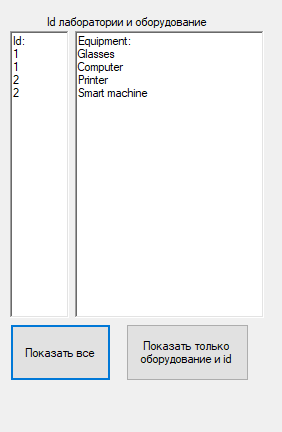 Id лаборатории и оборудование
Id: Equipment:
1 Glasses
1 Computer
2 Printer
2 Smart machine
Показать все
Показать только
оборудование и id